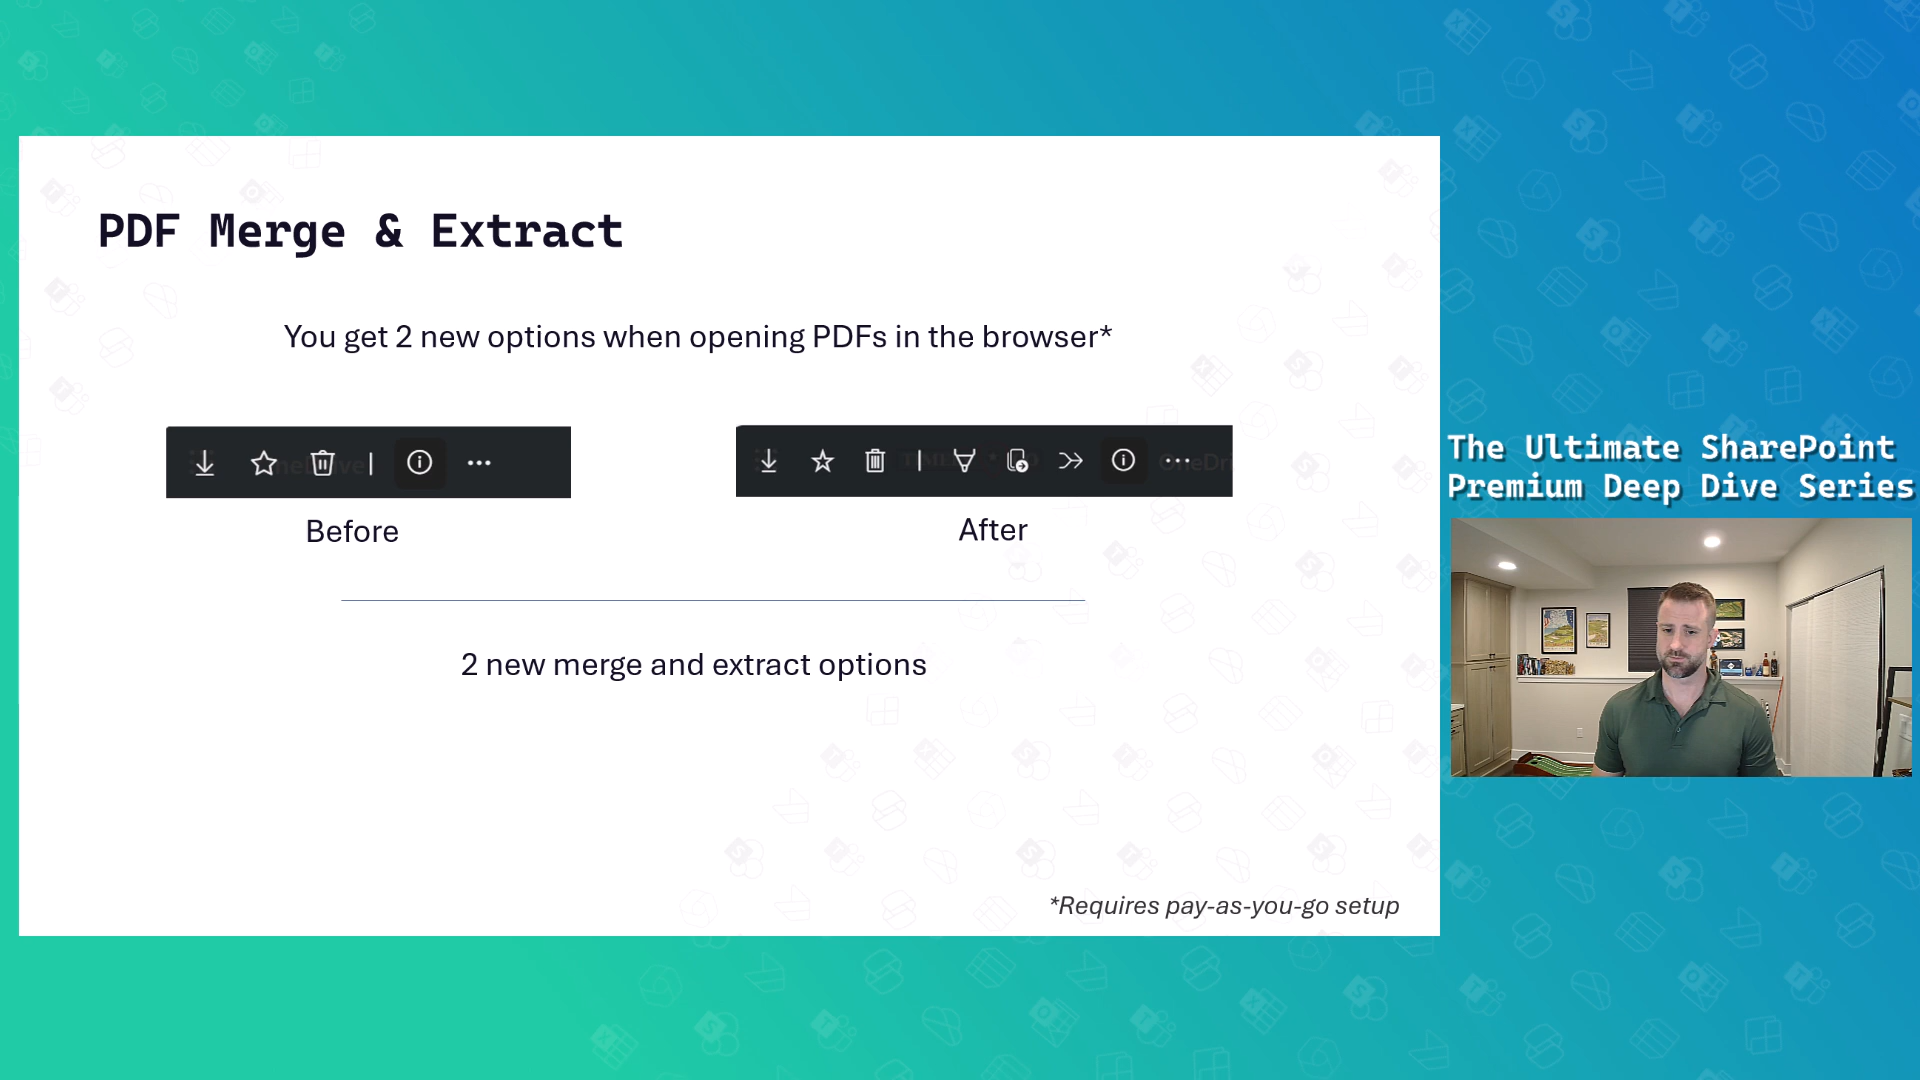 PDF Merge & Extract
You get 2 new options when opening PDFs in the browser*
Before
After
2 new merge and extract options
*Requires pay-as-you-go setup
The Ultimate SharePoint
Premium Deep Dive Series